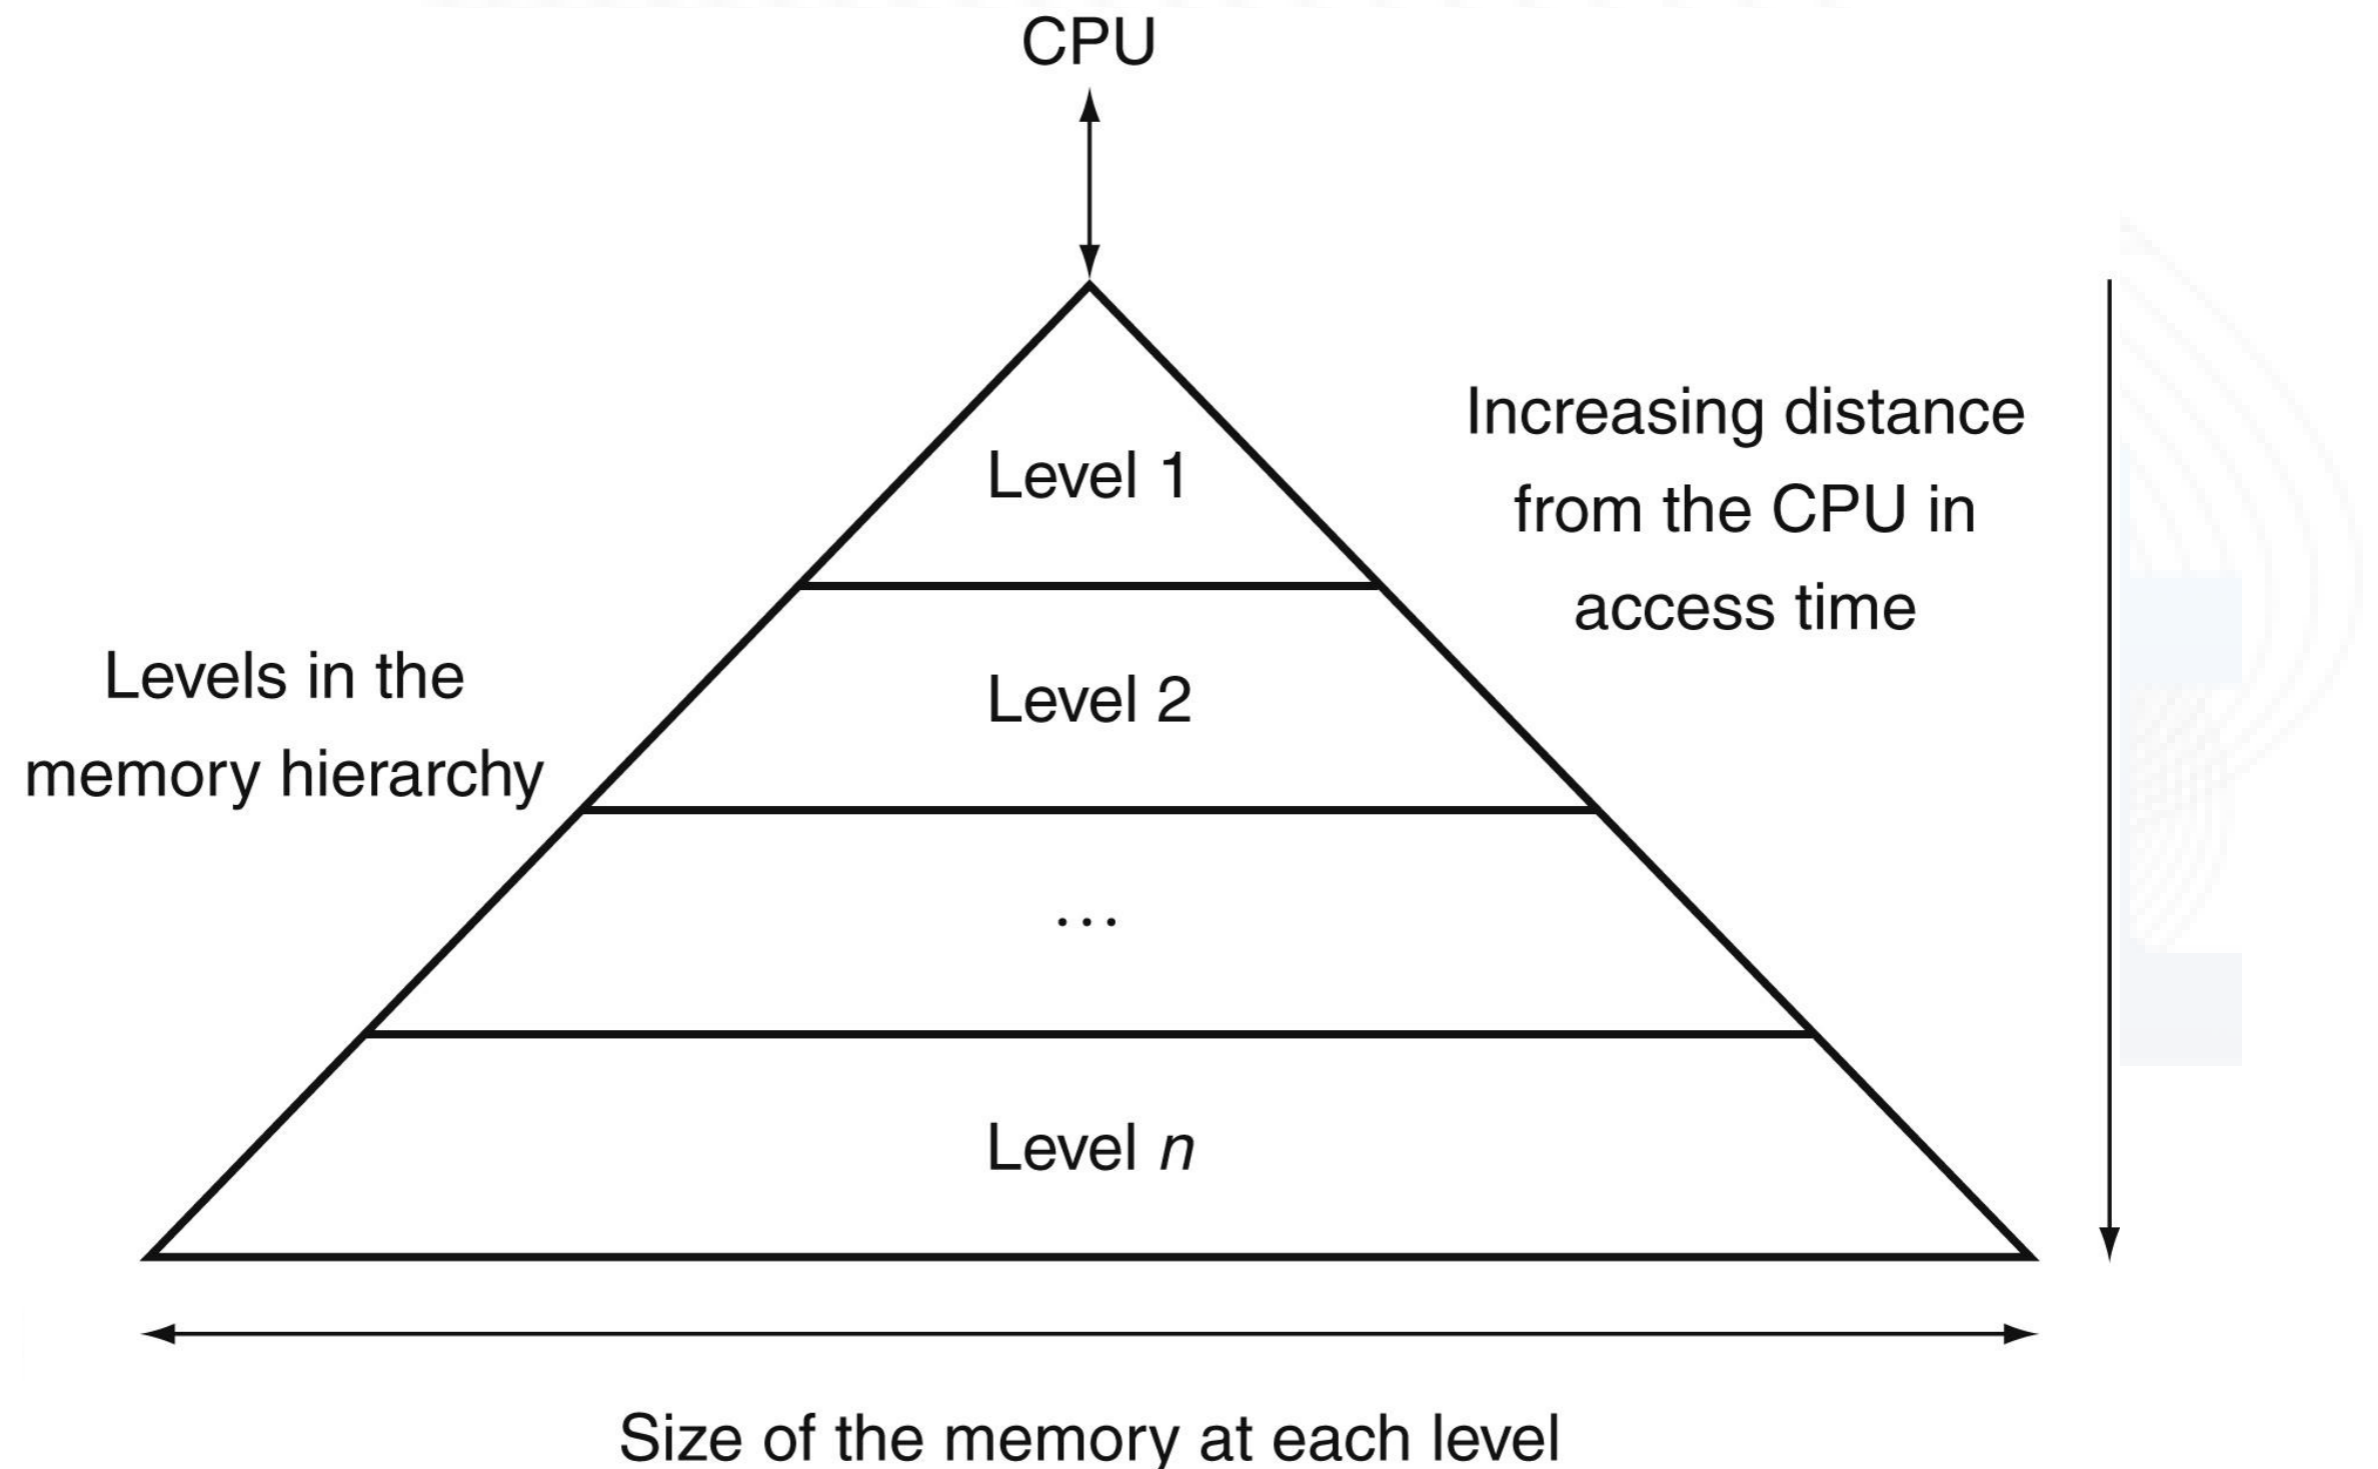 CPU
Level 1
Increasing distance
from the CPU in
access time
Levels in the
memory hierarchy
Level 2
...
Level n
Size of the memory at each level